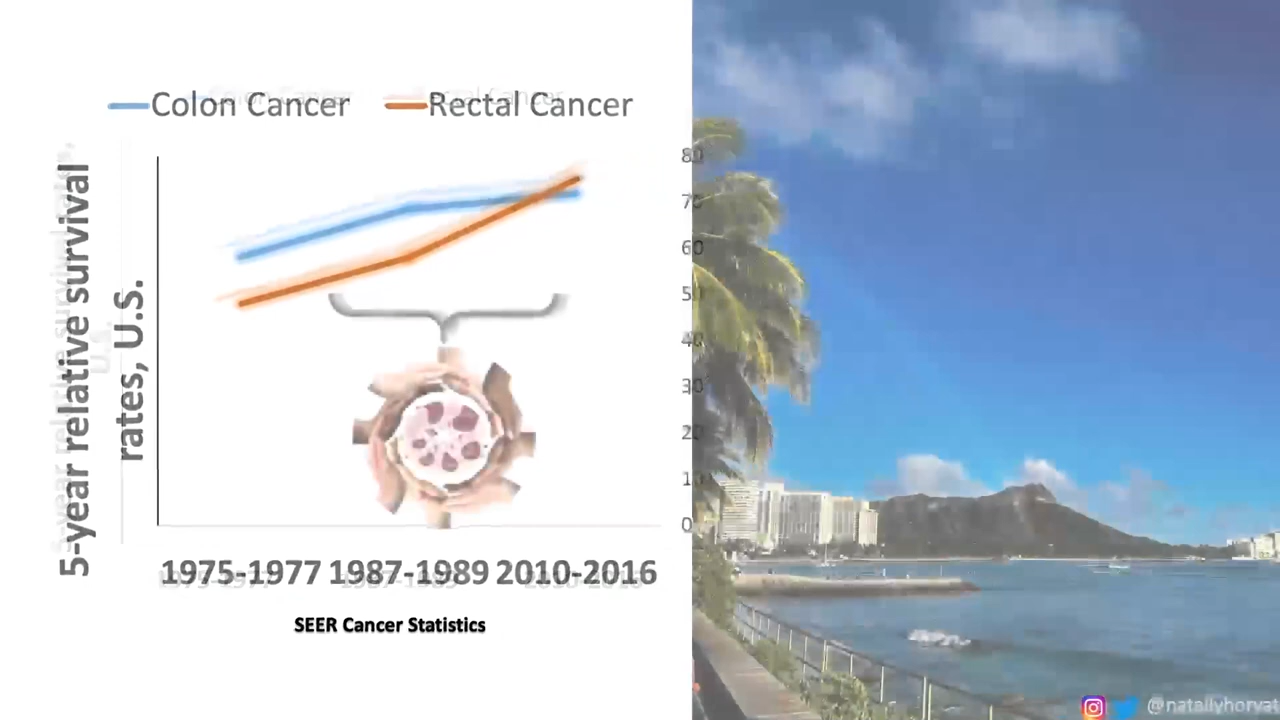 Colon Cancer Rectal Cancer
5-year relative survival
rates, U.S.
80
70
60
50
40
30
20
10
0
1975-1977 1987-1989 2010-2016
SEER Cancer Statistics